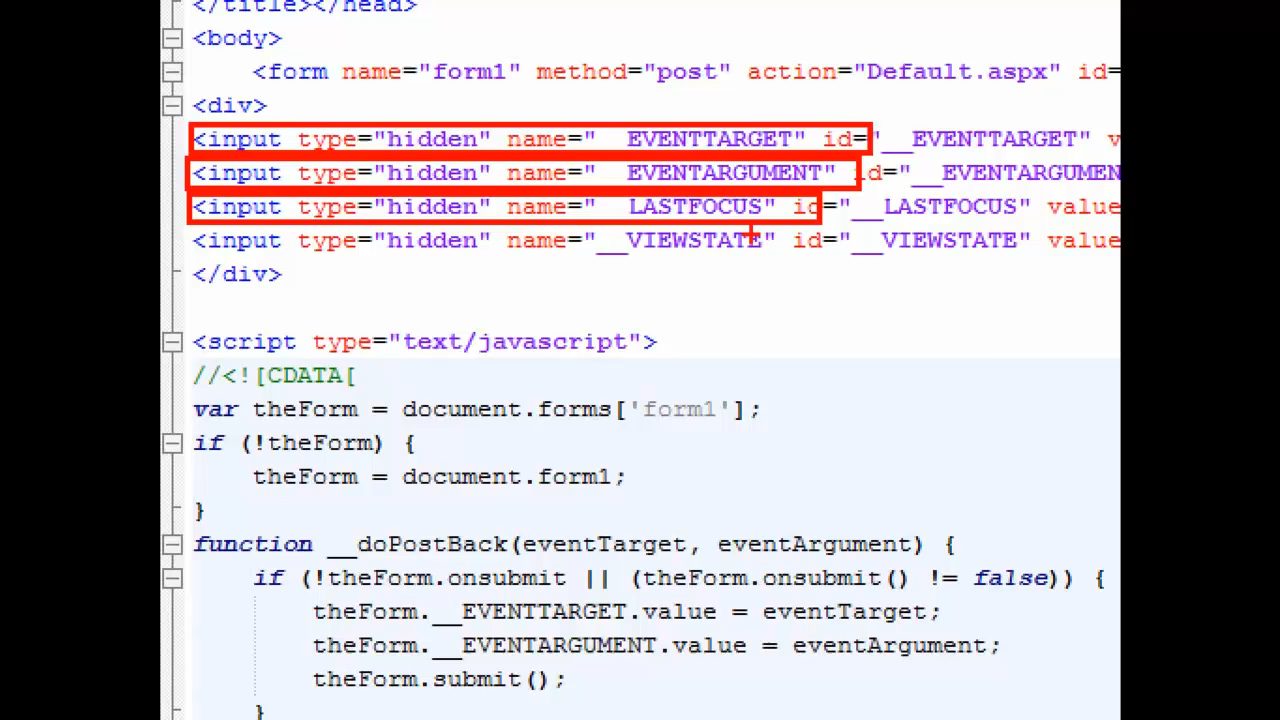 </title></head>
<body>
<form name="form1" method="post" action="Default.aspx" id=
<div>
<input type="hidden" name="__EVENTTARGET" id="__EVENTTARGET" v
<input type="hidden" name="__EVENTARGUMENT" id="__EVENTARGUMEN
<input type="hidden" name="__LASTFOCUS" id="__LASTFOCUS" value
<input type="hidden" name="__VIEWSTATE" id="__VIEWSTATE" value
</div>
<script type="text/javascript">
//<![CDATA[
var theForm = document.forms['form1'];
if (!theForm) {
theForm = document.form1;
}
function __doPostBack(eventTarget, eventArgument) {
if (!theForm.onsubmit || (theForm.onsubmit() != false)) {
theForm.__EVENTTARGET.value = eventTarget;
theForm.__EVENTARGUMENT.value = eventArgument;
theForm.submit();
}